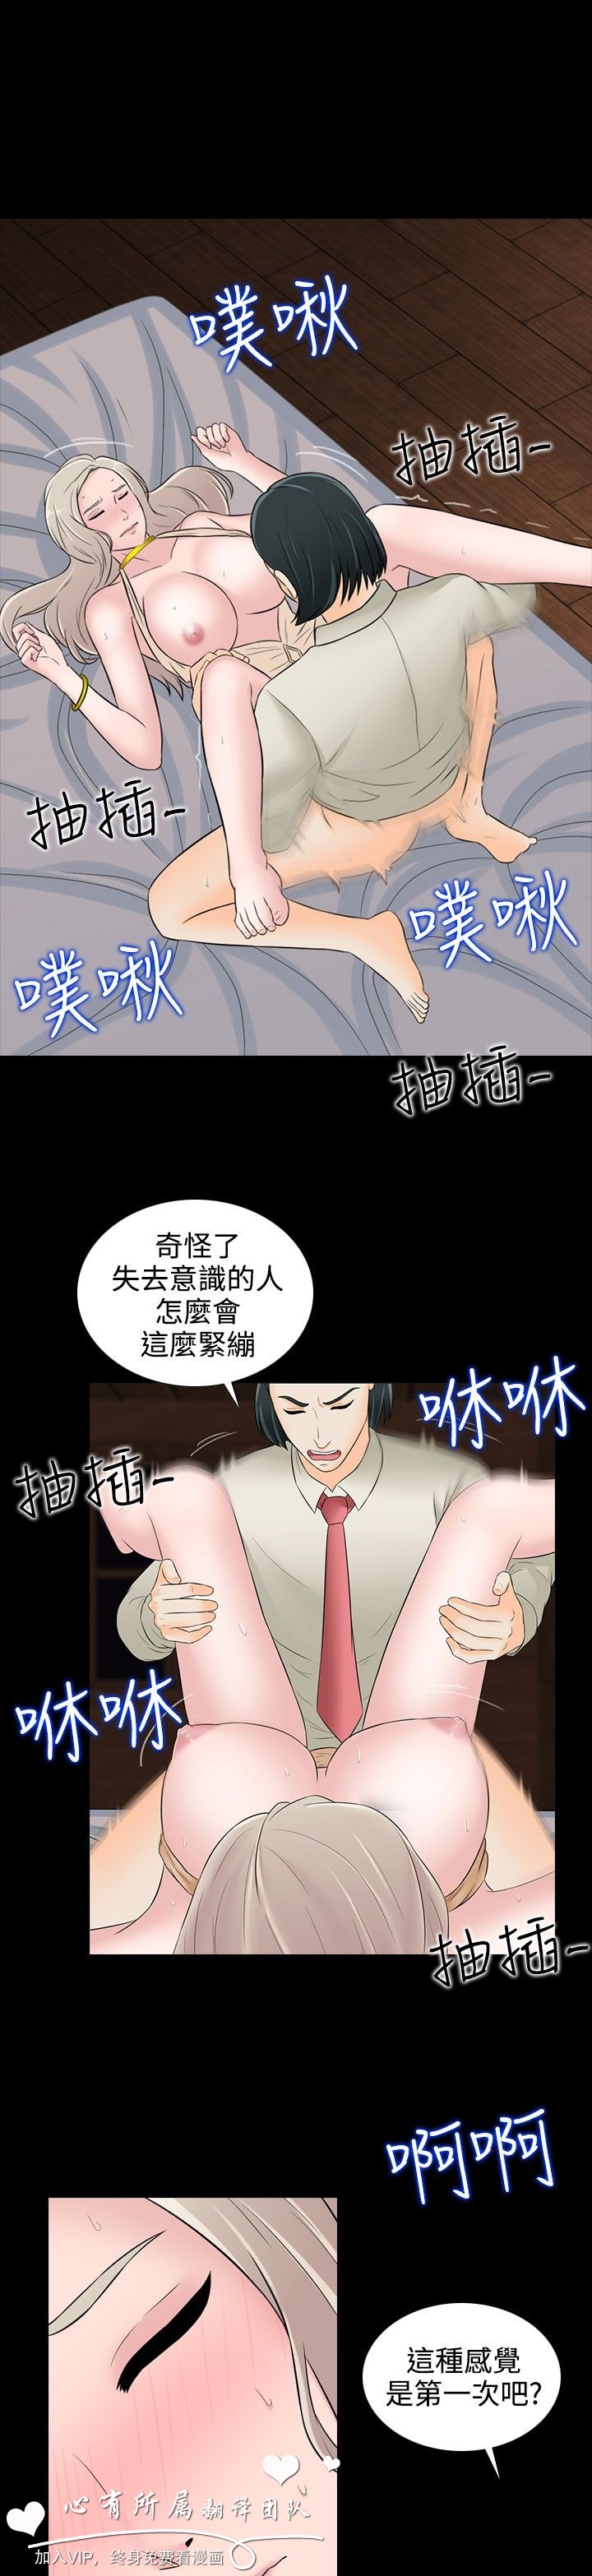 噗啾
抽插-
抽插-
噗啾
噗啾
抽插-
奇怪了
失去意識的人
怎麼會
這麼緊繃
咻咻
抽插-
咻咻
抽插-
啊啊
這種感覺
是第一次吧?
心有所属翻译团队
加入VIP，终身免费看漫画